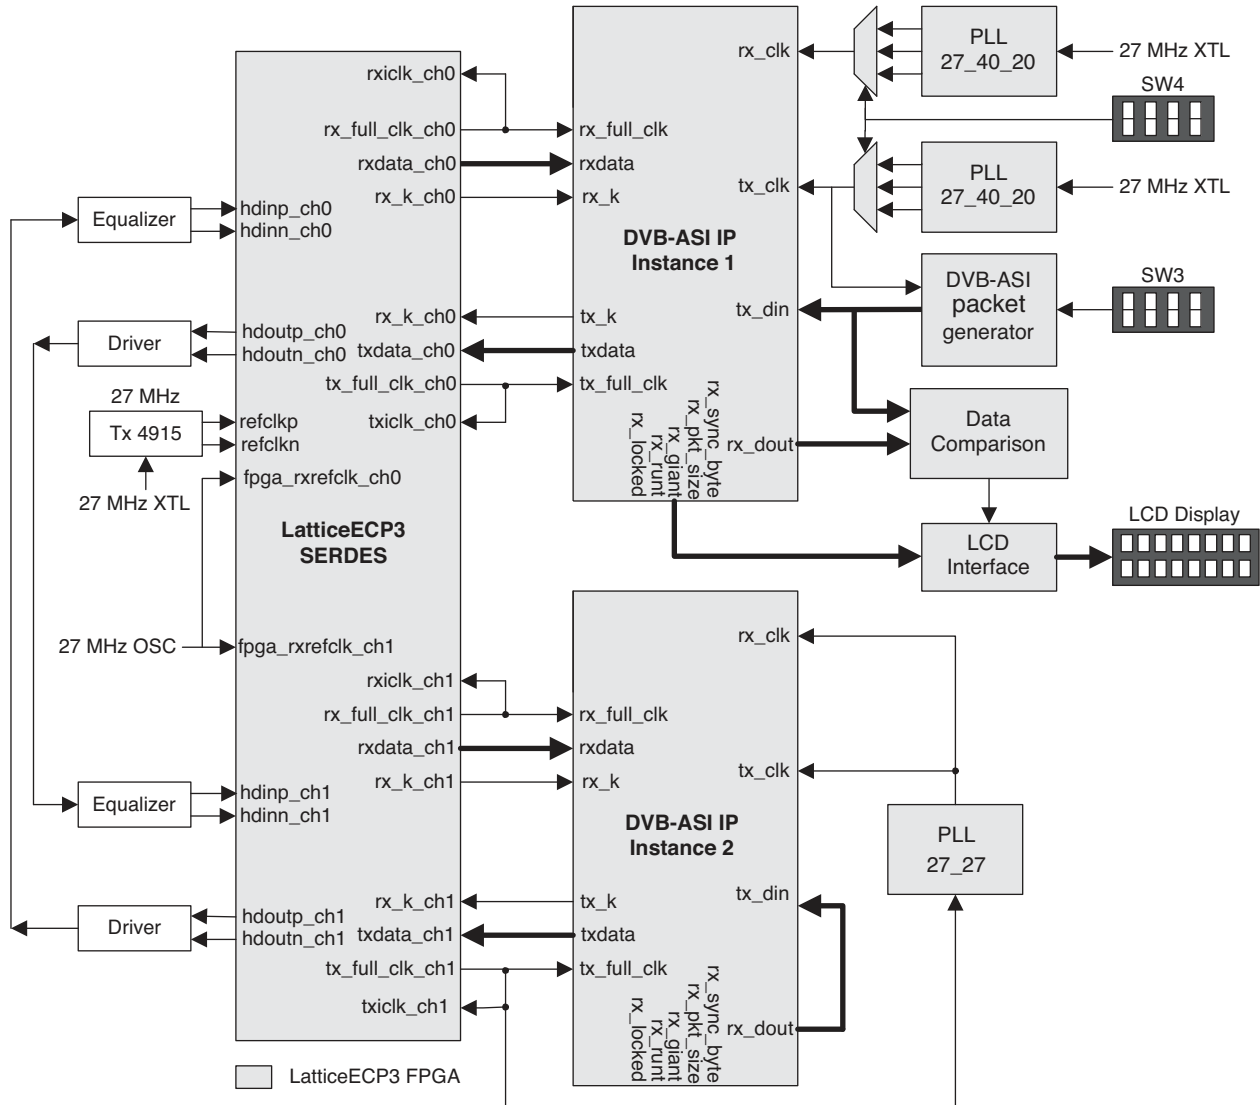 rx_clk
PLL
27_40_20
27 MHz XTL
SW4
rxiclk_ch0
rx_full_clk_ch0
rx_full_clk
rxdata_ch0
rxdata
rx_k_ch0
rx_k
tx_clk
PLL
27_40_20
27 MHz XTL
Equalizer
hdinp_ch0
hdinn_ch0
DVB-ASI IP
Instance 1
DVB-ASI
packet
generator
SW3
rx_k_ch0
tx_k
tx_din
Driver
hdoutp_ch0
hdoutn_ch0
txdata_ch0
txdata
tx_full_clk_ch0
tx_full_clk
27 MHz
Tx 4915
refclkp
refclkn
txiclk_ch0
rx_sync_byte
rx_pkt_size
rx_giant
rx_runt
rx_locked
rx_dout
Data
Comparison
fpga_rxrefclk_ch0
27 MHz XTL
LatticeECP3
SERDES
LCD
Interface
LCD Display
27 MHz OSC
fpga_rxrefclk_ch1
rx_clk
rxiclk_ch1
rx_full_clk_ch1
rx_full_clk
rxdata_ch1
rxdata
rx_k_ch1
rx_k
tx_clk
Equalizer
hdinp_ch1
hdinn_ch1
DVB-ASI IP
Instance 2
PLL
27_27
rx_k_ch1
tx_k
tx_din
Driver
hdoutp_ch1
hdoutn_ch1
txdata_ch1
txdata
tx_full_clk_ch1
tx_full_clk
txiclk_ch1
rx_sync_byte
rx_pkt_size
rx_giant
rx_runt
rx_locked
rx_dout
LatticeECP3 FPGA